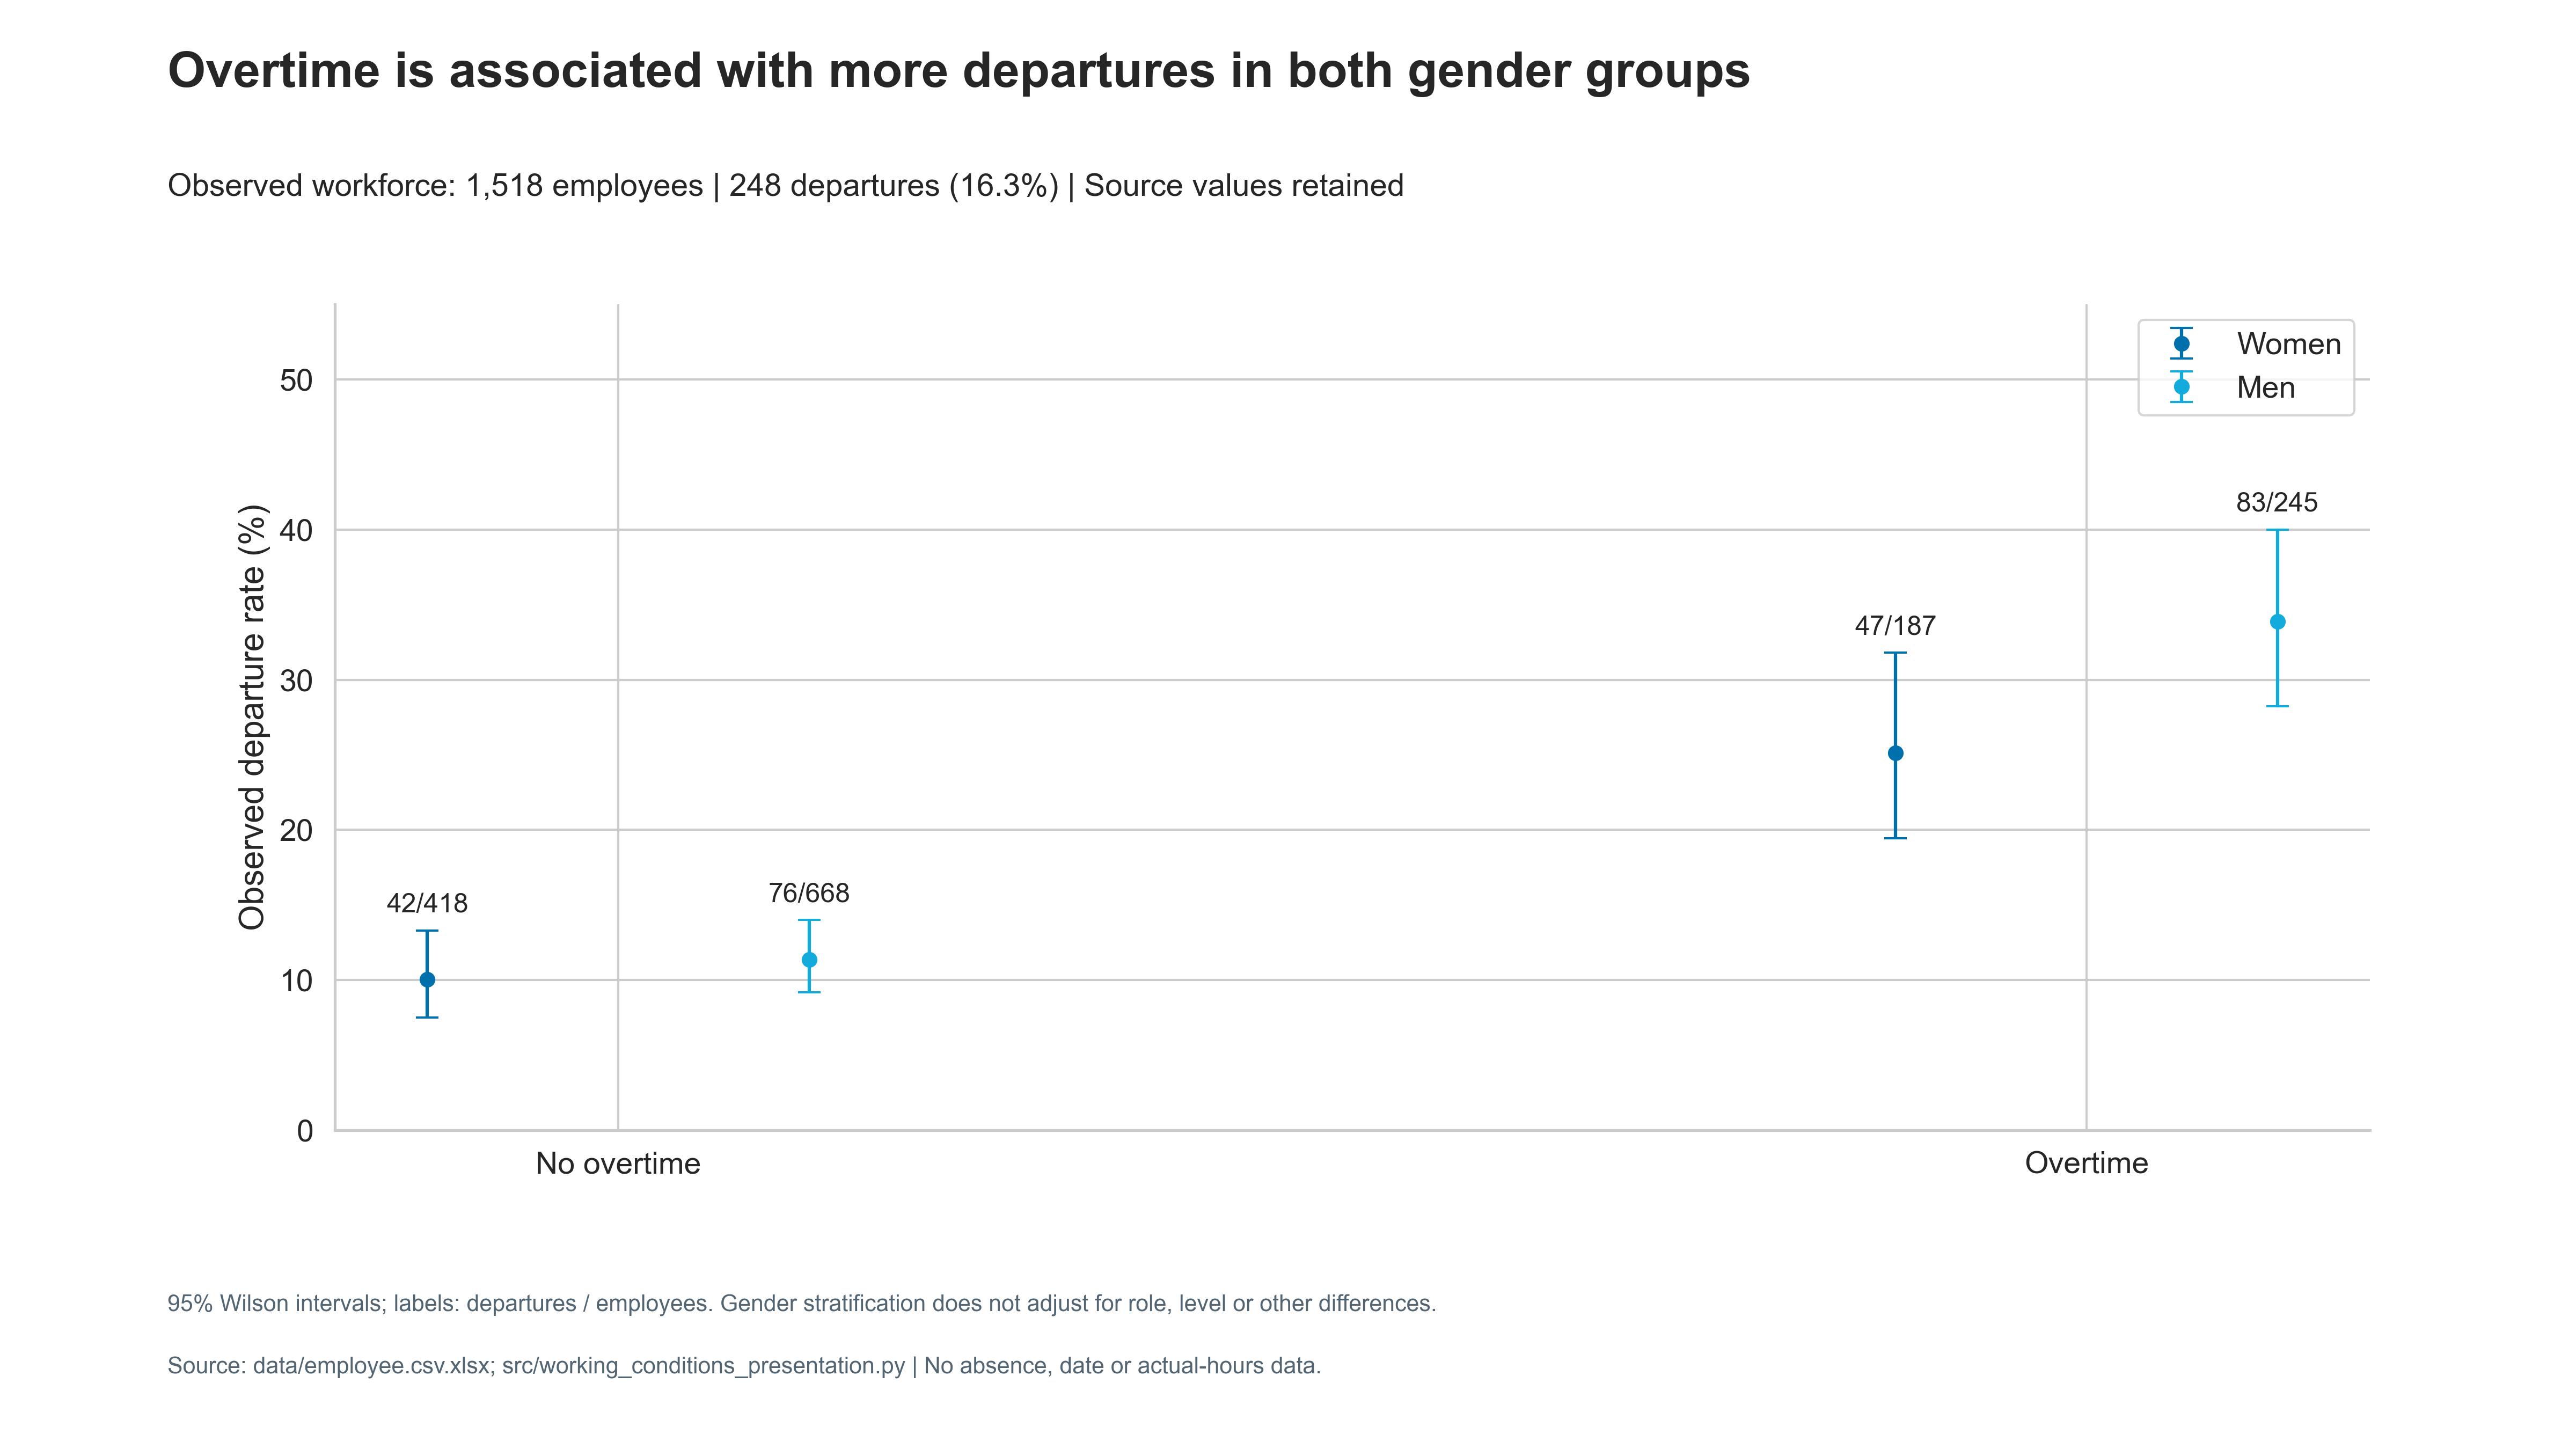 Overtime is associated with more departures in both gender groups
Observed workforce: 1,518 employees | 248 departures (16.3%) | Source values retained
Women
Men
Observed departure rate (%)
50
40
30
20
10
0
83/245
47/187
42/418
76/668
No overtime
Overtime
95% Wilson intervals; labels: departures / employees. Gender stratification does not adjust for role, level or other differences.
Source: data/employee.csv.xlsx; src/working_conditions_presentation.py | No absence, date or actual-hours data.